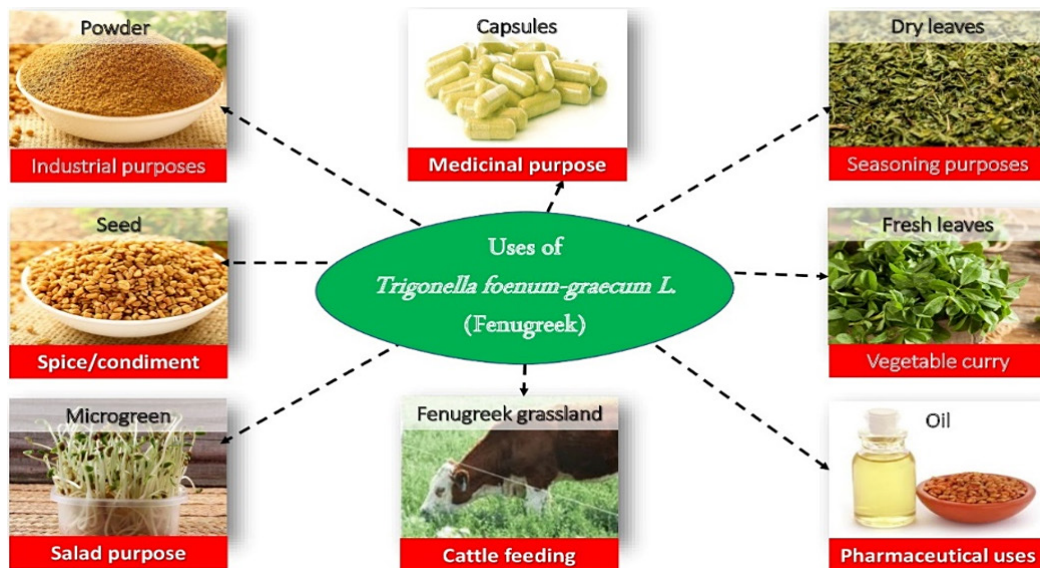 Powder
Industrial purposes
Capsules
Medicinal purpose
Dry leaves
Seasoning purposes
Seed
Spice/condiment
Uses of
Trigonella foenum-graecum L.
(Fenugreek)
Fresh leaves
Vegetable curry
Microgreen
Salad purpose
Fenugreek grassland
Cattle feeding
Oil
Pharmaceutical uses